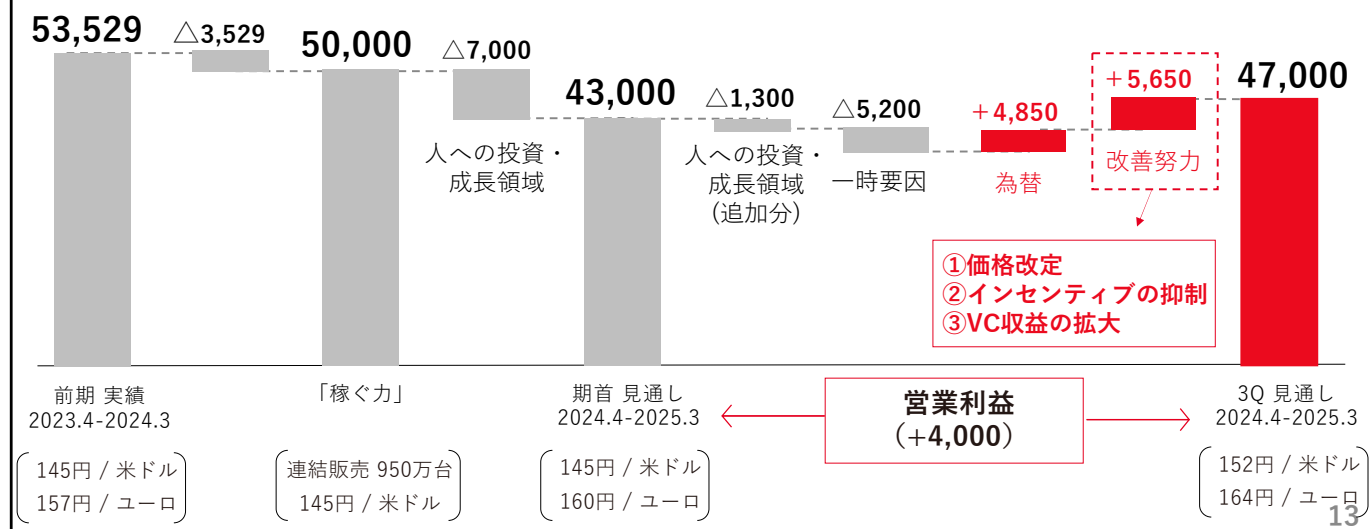 53,529
△3,529
50,000
△7,000
人への投資・
成長領域
43,000
△1,300
人への投資・
成長領域
(追加分)
△5,200
一時要因
+4,850
為替
+5,650
改善努力
47,000
①価格改定
②インセンティブの抑制
③VC収益の拡大
前期 実績
2023.4-2024.3
145円 / 米ドル
157円 / ユーロ
「稼ぐ力」
連結販売 950万台
145円 / 米ドル
期首 見通し
2024.4-2025.3
145円 / 米ドル
160円 / ユーロ
営業利益
(+4,000)
3Q 見通し
2024.4-2025.3
152円 / 米ドル
164円 / ユーロ
13